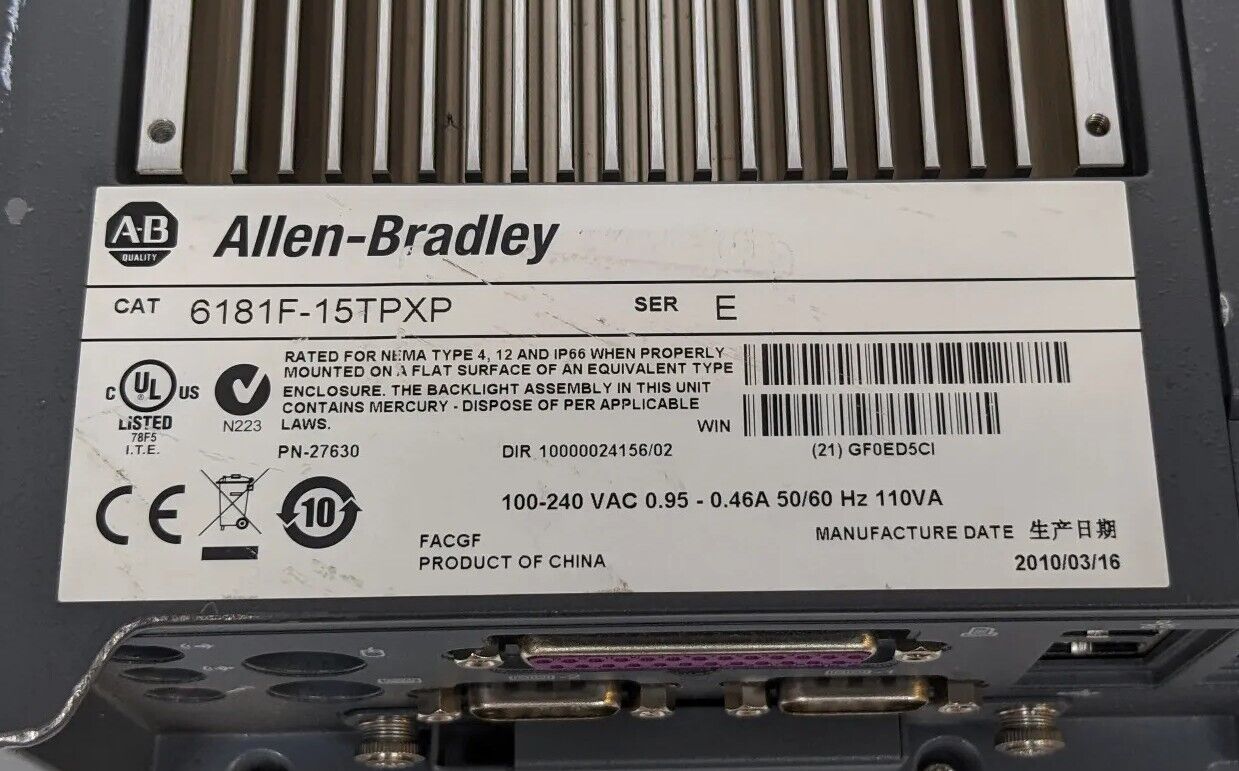 A·B
QUALITY
Allen-Bradley
CAT 6181F-15TPXP SER E
RATED FOR NEMA TYPE 4, 12 AND IP66 WHEN PROPERLY
MOUNTED ON A FLAT SURFACE OF AN EQUIVALENT TYPE
ENCLOSURE. THE BACKLIGHT ASSEMBLY IN THIS UNIT
CONTAINS MERCURY - DISPOSE OF PER APPLICABLE
LAWS.
C UL ® US
LISTED
78F5
I.T.E.
N223
WIN
PN-27630 DIR 10000024156/02 (21) GF0ED5CI
10
100-240 VAC 0.95 - 0.46A 50/60 Hz 110VA
FACGF
PRODUCT OF CHINA
MANUFACTURE DATE 生产日期
2010/03/16